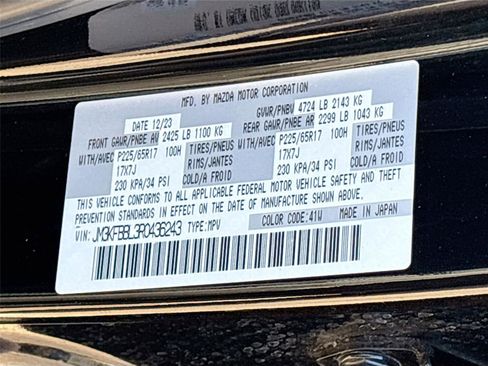 MFD. BY MAZDA MOTOR CORPORATION
DATE 12/23
GVWR/PNBV 4724 LB 2143 KG
FRONT GAWR/PNBE AV 2425 LB 1100 KG
REAR GAWR/PNBE AR 2299 LB 1043 KG
WITH/AVEC P225/65R17 100H TIRES/PNEUS
WITH/AVEC P225/65R17 100H TIRES/PNEUS
17X7J RIMS/JANTES
17X7J RIMS/JANTES
230 KPA/34 PSI COLD/A FROID
230 KPA/34 PSI COLD/A FROID
THIS VEHICLE CONFORMS TO ALL APPLICABLE FEDERAL MOTOR VEHICLE SAFETY AND THEFT
PREVENTION STANDARDS IN EFFECT ON THE DATE OF MANUFACTURE SHOWN ABOVE.
VIN: JM3KFBBL3R0436243 TYPE:MPV
COLOR CODE:41W MADE IN JAPAN